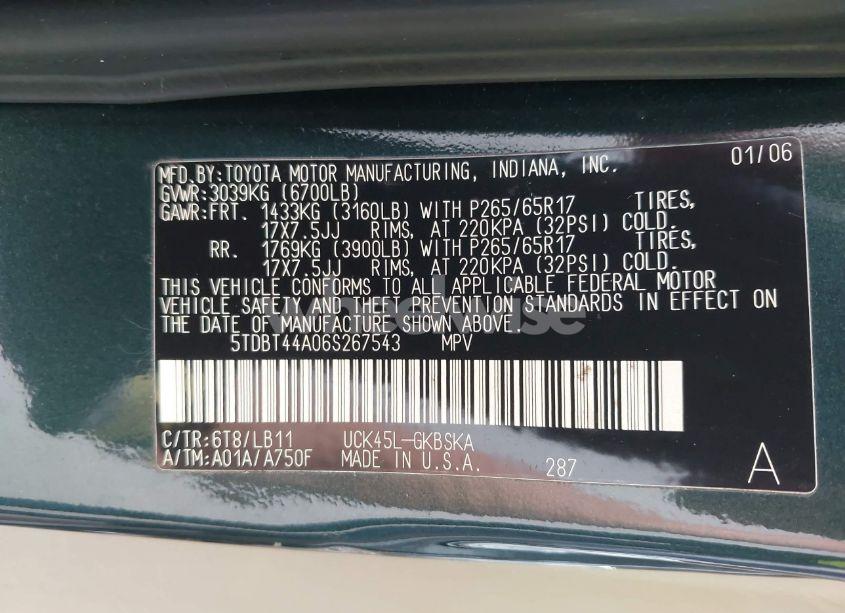 MFD.BY:TOYOTA MOTOR MANUFACTURING, INDIANA, INC. 01/06
GVWR:3039KG (6700LB)
GAWR:FRT. 1433KG (3160LB) WITH P265/65R17 TIRES,
17X7.5JJ RIMS, AT 220KPA (32PSI) COLD.
RR. 1769KG (3900LB) WITH P265/65R17 TIRES,
17X7.5JJ RIMS, AT 220KPA (32PSI) COLD.
THIS VEHICLE CONFORMS TO ALL APPLICABLE FEDERAL MOTOR
VEHICLE SAFETY AND THEFT PREVENTION STANDARDS IN EFFECT ON
THE DATE OF MANUFACTURE SHOWN ABOVE.
5TDBT44A06S267543 MPV
C/TR:6T8/LB11 UCK45L-GKBSKA
A/TM:A01A/A750F MADE IN U.S.A. 287 A